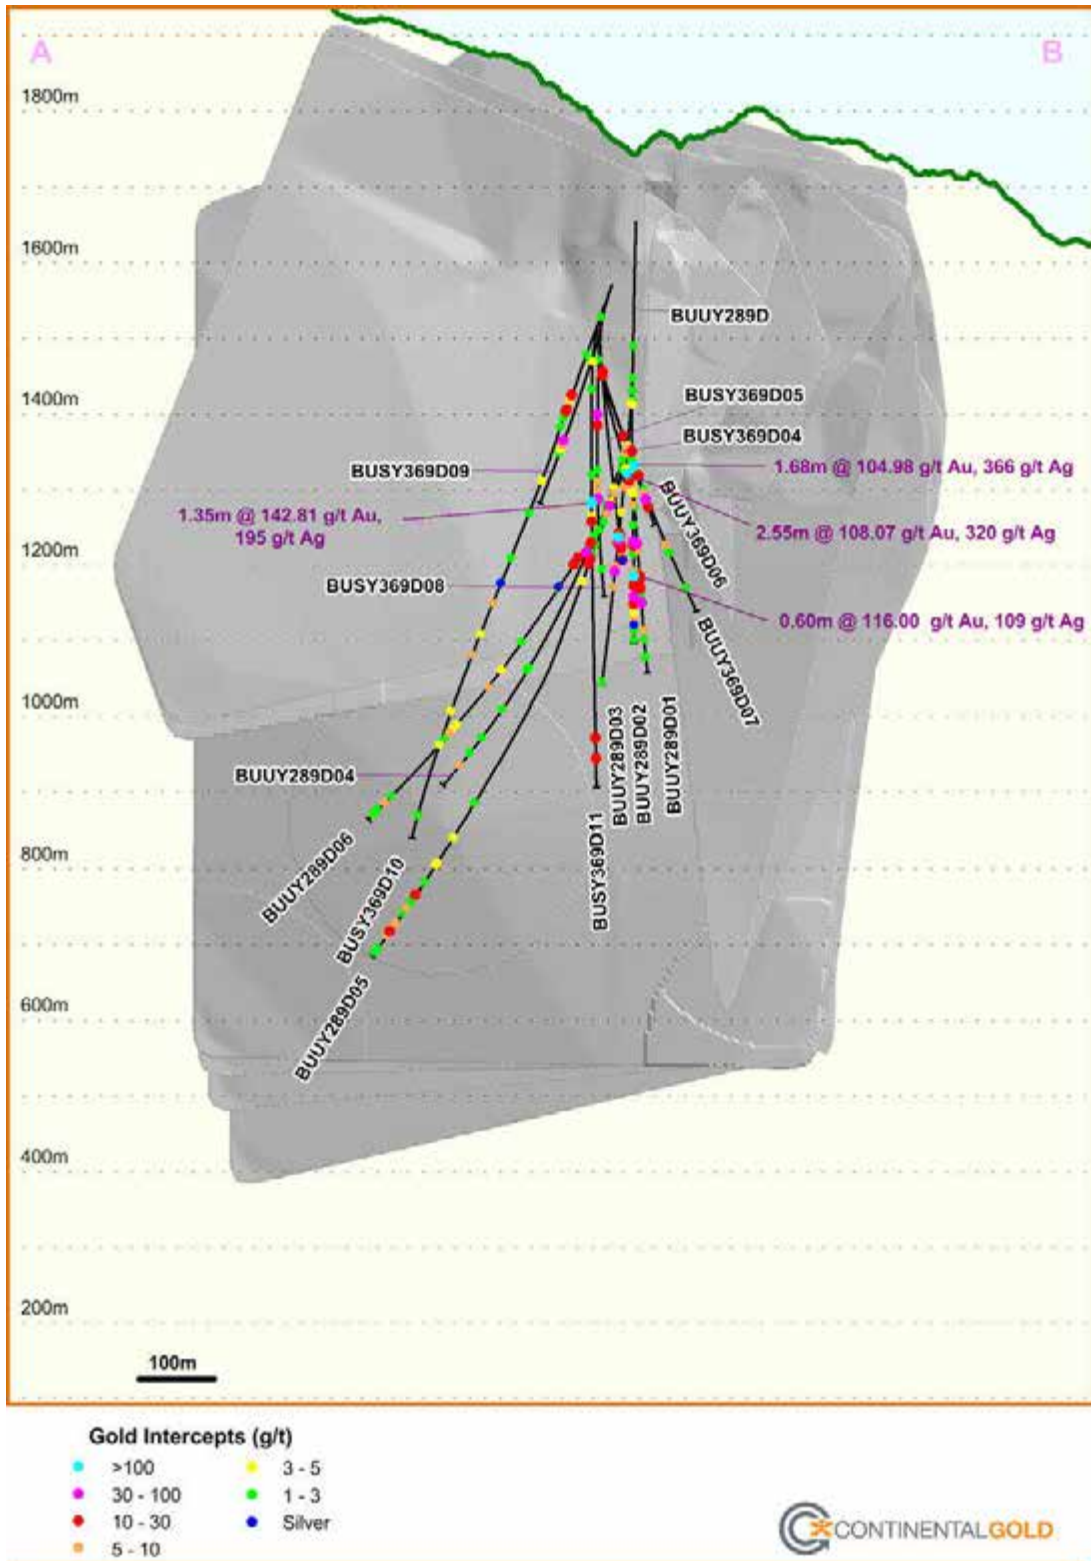 A
B
1800m
1600m
BUUY289D
1400m
BUSY369D05
BUSY369D04
BUSY369D09
1.68m @ 104.98 g/t Au, 366 g/t Ag
1.35m @ 142.81 g/t Au,
195 g/t Ag
BUUY369D06
2.55m @ 108.07 g/t Au, 320 g/t Ag
1200m
BUSY369D08
0.60m @ 116.00 g/t Au, 109 g/t Ag
BUUY369D07
1000m
BUUY289D03
BUUY289D02
BUUY289D01
BUUY289D04
BUSY369D11
BUUY289D06
BUSY369D10
800m
BUUY289D05
600m
400m
200m
100m
Gold Intercepts (g/t)
>100
30 - 100
10 - 30
5 - 10
3 - 5
1 - 3
Silver
CONTINENTALGOLD